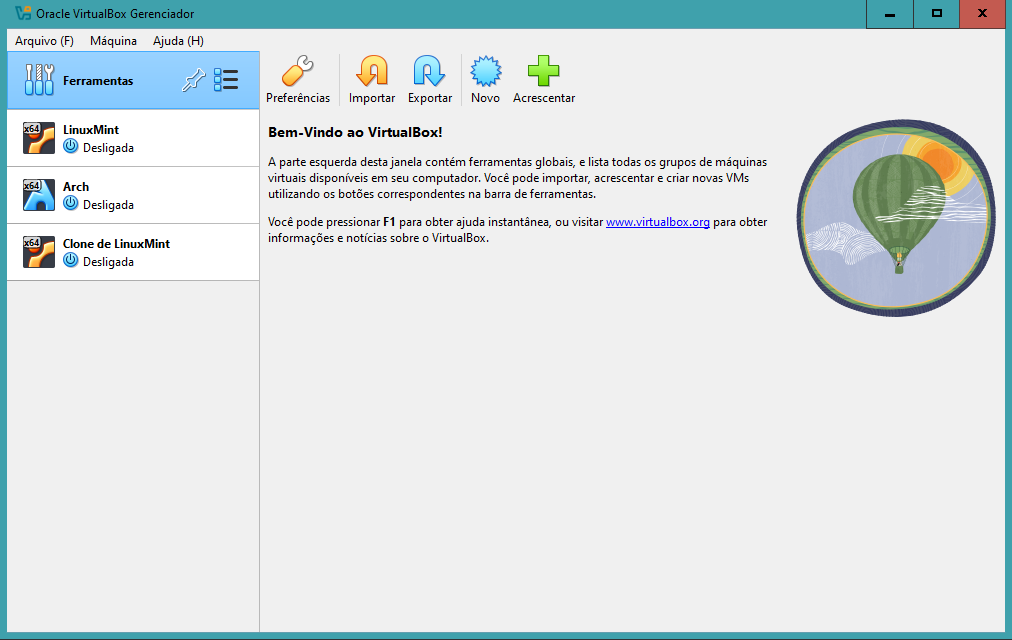 Oracle VirtualBox Gerenciador
Arquivo (F) Máquina Ajuda (H)
Ferramentas
Preferências Importar Exportar Novo Acrescentar
x64
LinuxMint
Desligada
x64
Arch
Desligada
x64
Clone de LinuxMint
Desligada
Bem-Vindo ao VirtualBox!
A parte esquerda desta janela contém ferramentas globais, e lista todas os grupos de máquinas
virtuais disponíveis em seu computador. Você pode importar, acrescentar e criar novas VMs
utilizando os botões correspondentes na barra de ferramentas.
Você pode pressionar F1 para obter ajuda instantânea, ou visitar www.virtualbox.org para obter
informações e notícias sobre o VirtualBox.